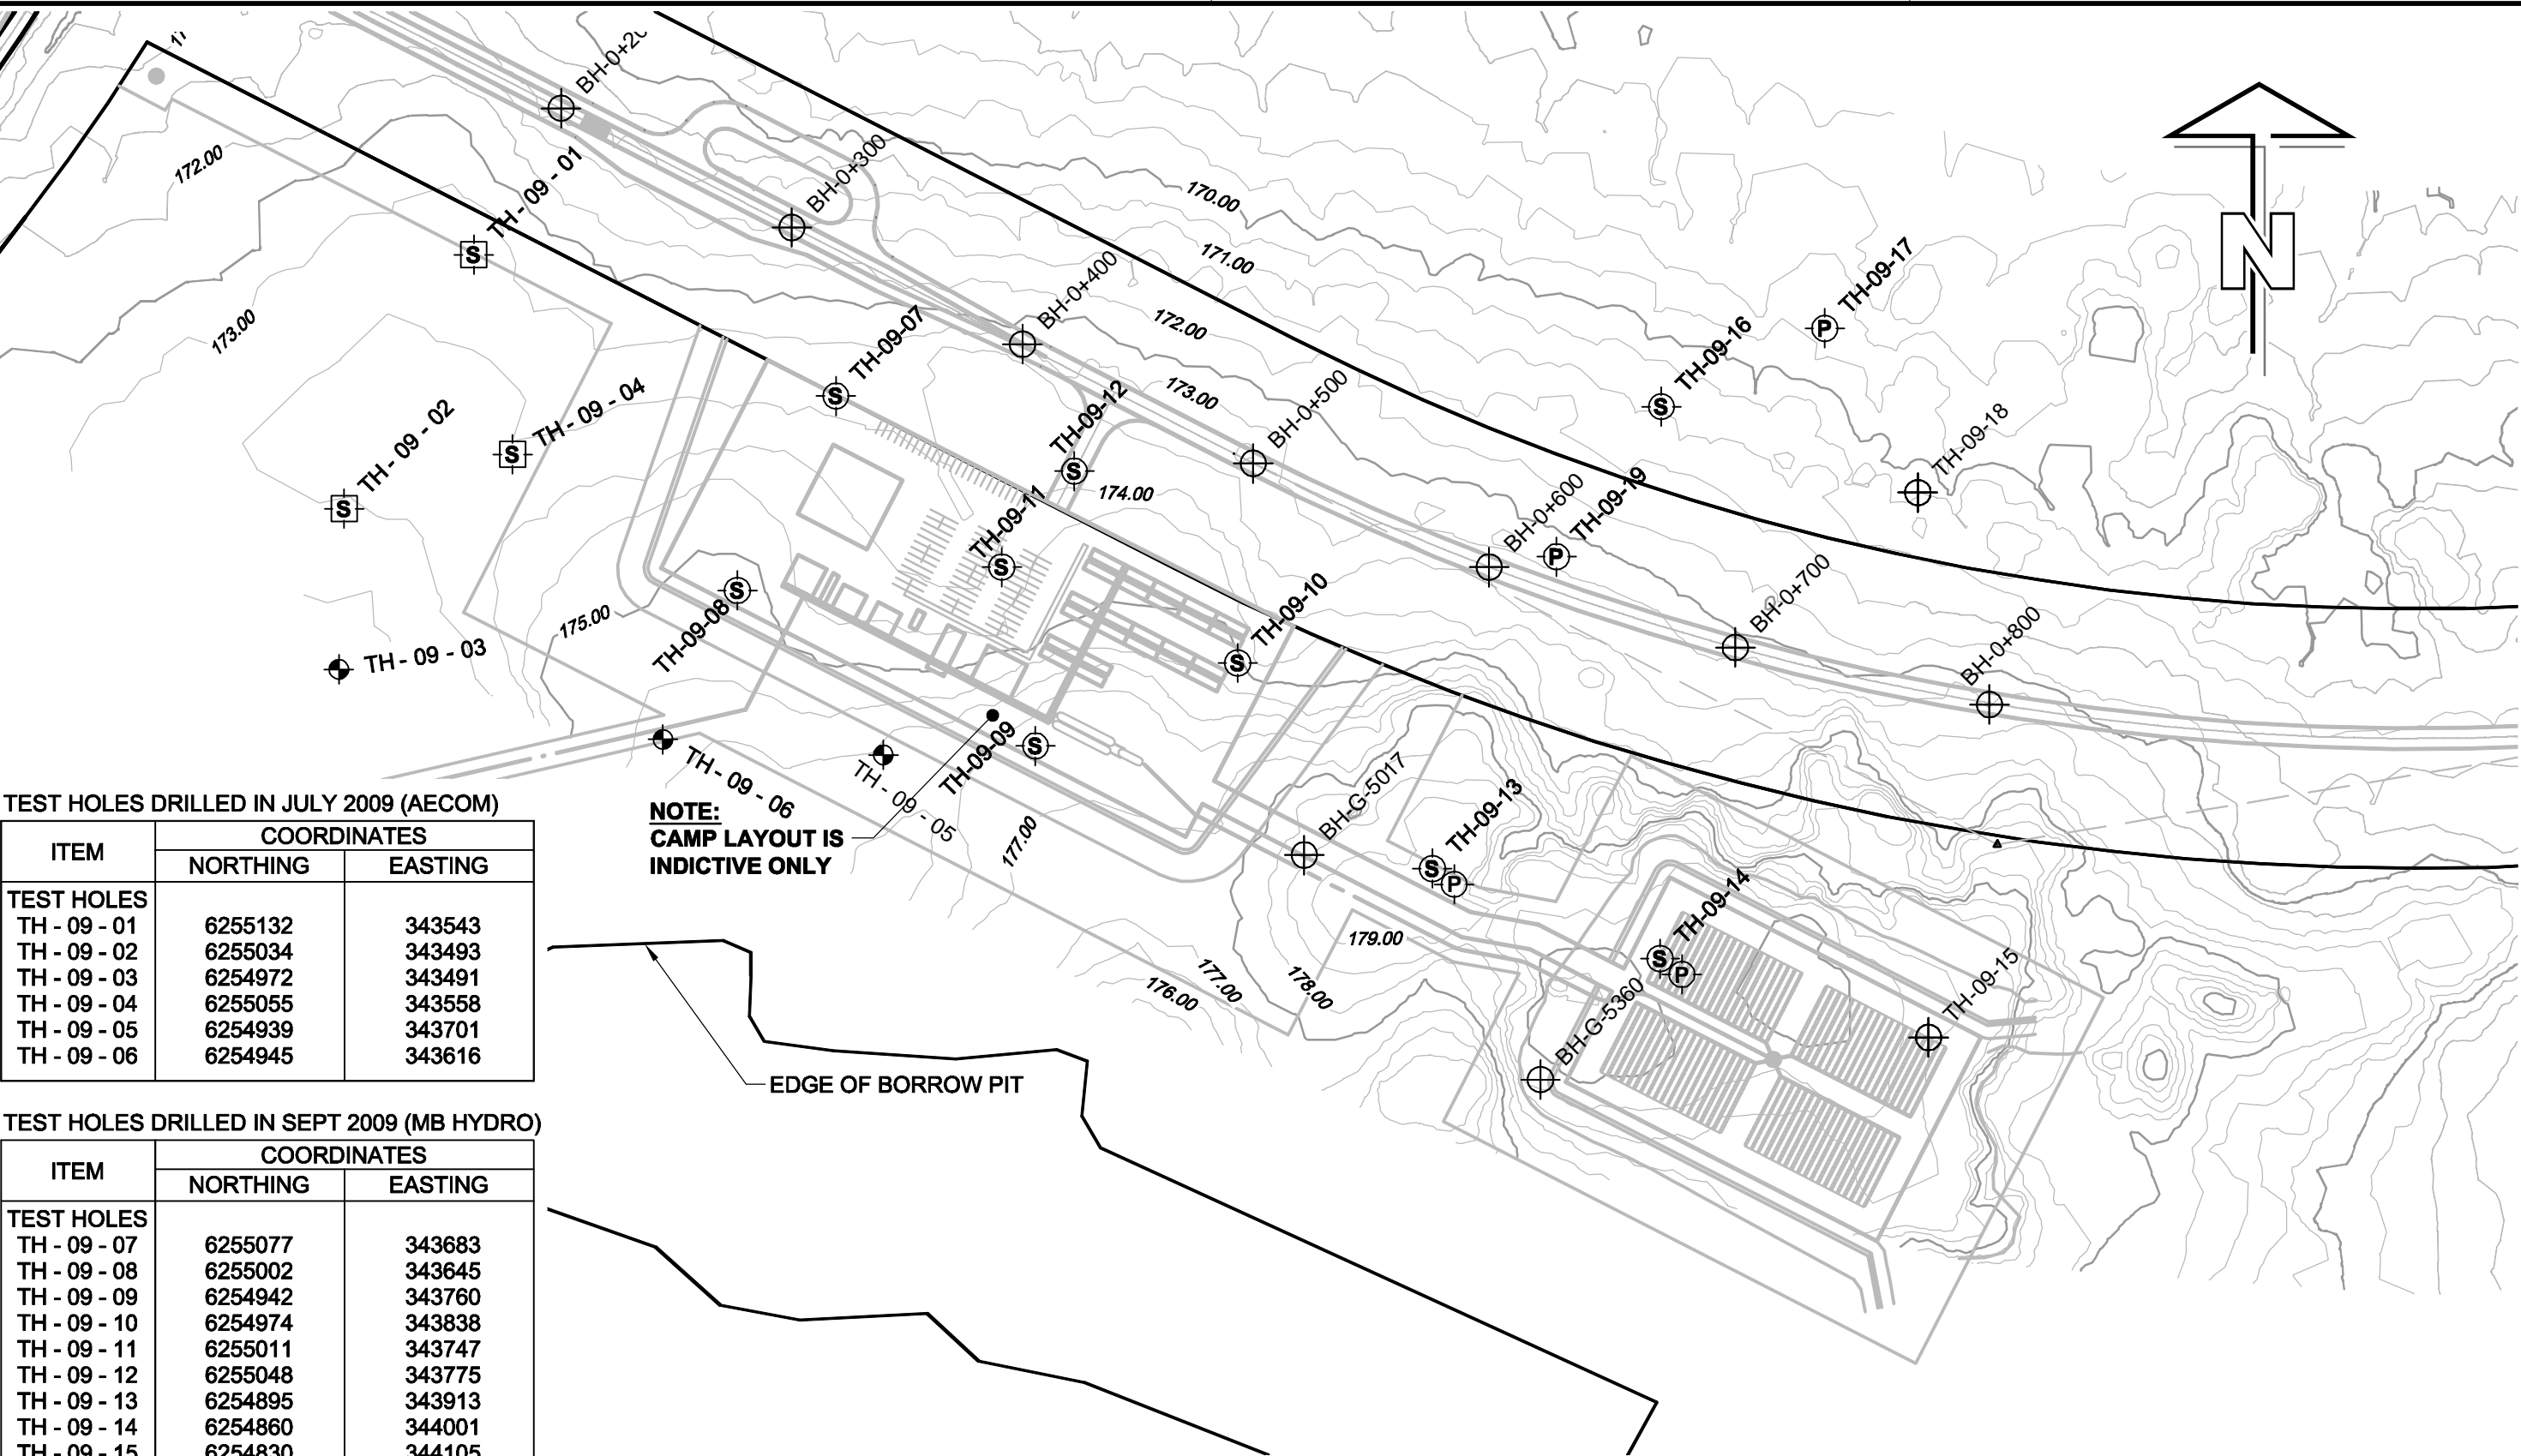 BH-0+300
172.00
TH - 09 - 01
170.00
173.00
171.00
BH-0+400
TH-09-17
TH-09-07
172.00
TH-09-16
TH - 09 - 04
TH-09-12
173.00
BH-0+500
N
TH - 09 - 02
S
S
S
S
S
S
P
TH-09-18
174.00
TH-09-11
BH-0+600
TH-09-19
S
P
BH-0+700
175.00
S
TH-09-08
TH-09-10
S
BH-0+800
TH - 09 - 03
TH-09-09
S
TH - 09 - 06
TH - 09 - 05
BH-G-5017
TH-09-13
S
P
177.00
NOTE:
CAMP LAYOUT IS
INDICTIVE ONLY
TH-09-14
S
P
179.00
176.00
177.00
178.00
BH-G-5360
TH-09-15
EDGE OF BORROW PIT
TEST HOLES DRILLED IN JULY 2009 (AECOM)
ITEM COORDINATES
NORTHING EASTING
TEST HOLES
TH - 09 - 01 6255132 343543
TH - 09 - 02 6255034 343493
TH - 09 - 03 6254972 343491
TH - 09 - 04 6255055 343558
TH - 09 - 05 6254939 343701
TH - 09 - 06 6254945 343616
TEST HOLES DRILLED IN SEPT 2009 (MB HYDRO)
ITEM COORDINATES
NORTHING EASTING
TEST HOLES
TH - 09 - 07 6255077 343683
TH - 09 - 08 6255002 343645
TH - 09 - 09 6254942 343760
TH - 09 - 10 6254974 343838
TH - 09 - 11 6255011 343747
TH - 09 - 12 6255048 343775
TH - 09 - 13 6254895 343913
TH - 09 - 14 6254860 344001
TH - 09 - 15 6254830 344105